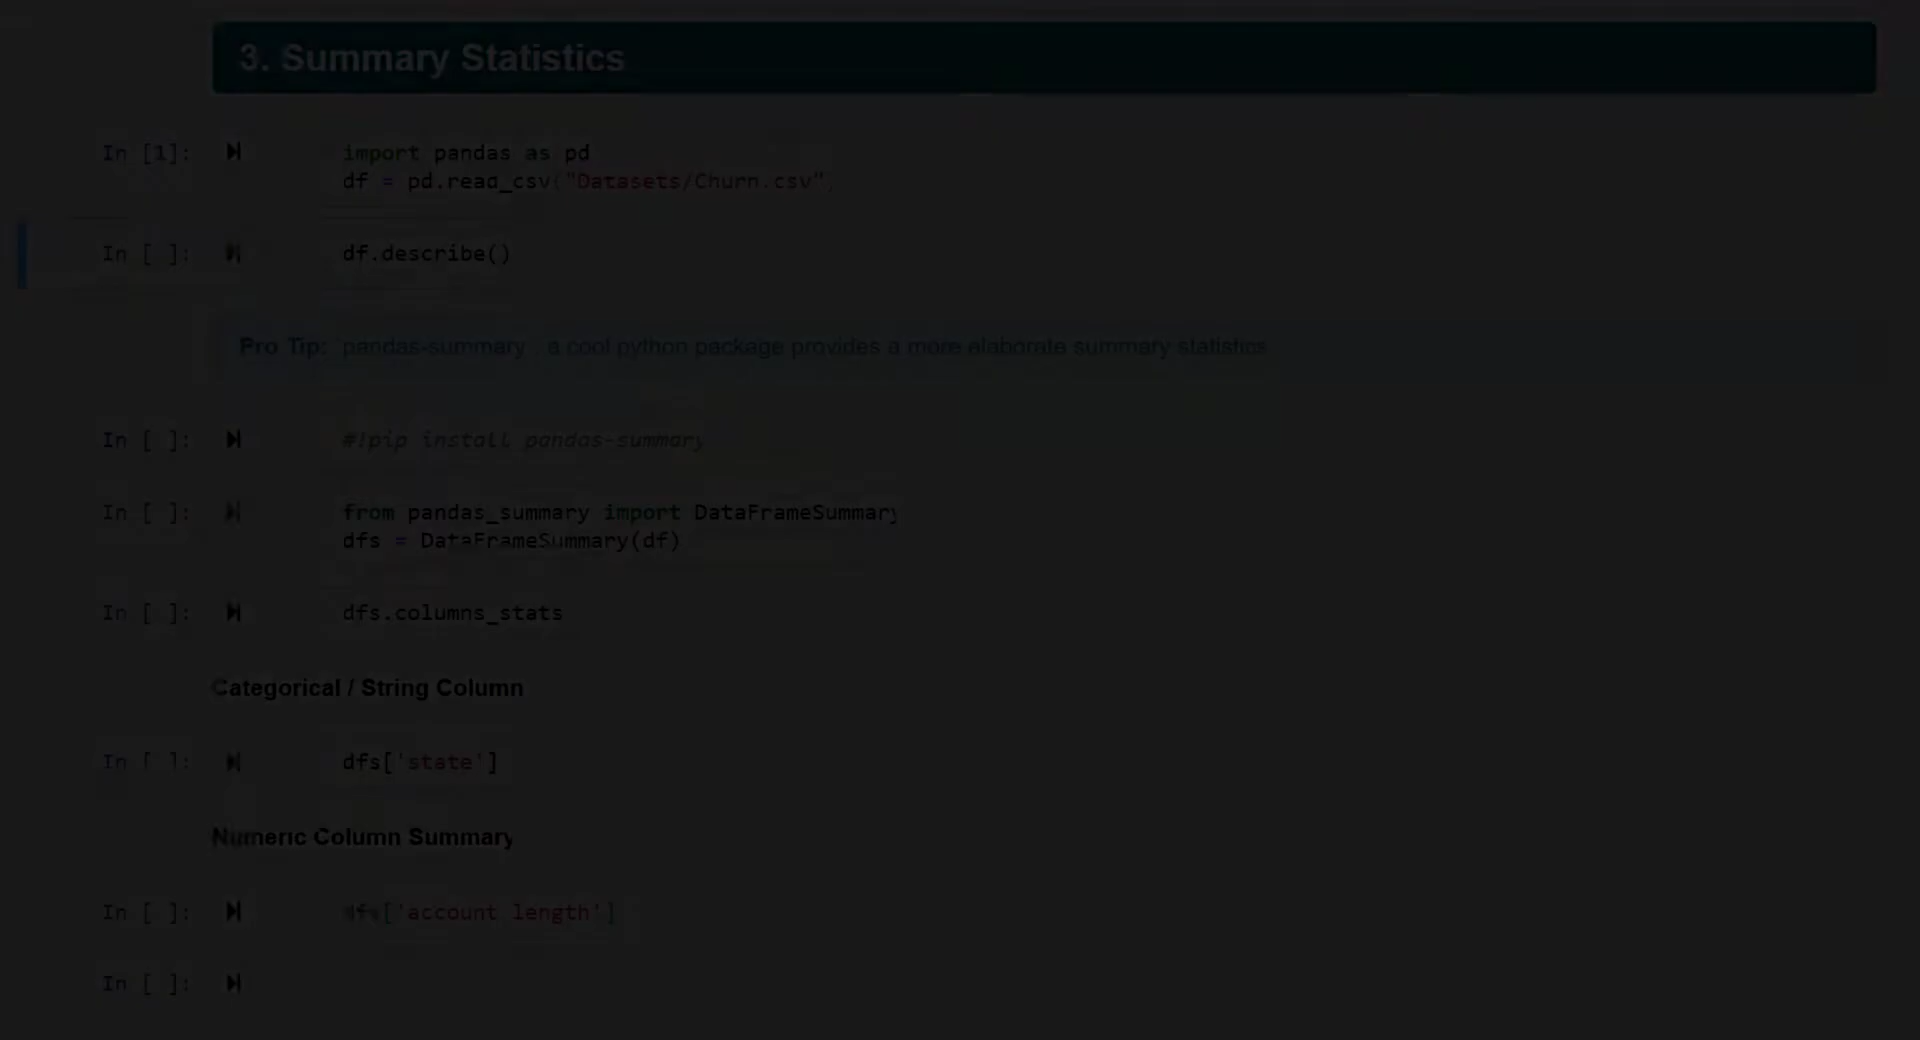 3. Summary Statistics
In [1]:
import pandas as pd
df = pd.read_csv("Datasets/Churn.csv")
In [ ]:
df.describe()
Pro Tip: `pandas-summary`, a cool python package provides a more elaborate summary statistics
In [ ]:
#!pip install pandas-summary
In [ ]:
from pandas_summary import DataFrameSummary
dfs = DataFrameSummary(df)
In [ ]:
dfs.columns_stats
Categorical / String Column
In [ ]:
dfs['state']
Numeric Column Summary
In [ ]:
dfs['account length']
In [ ]: